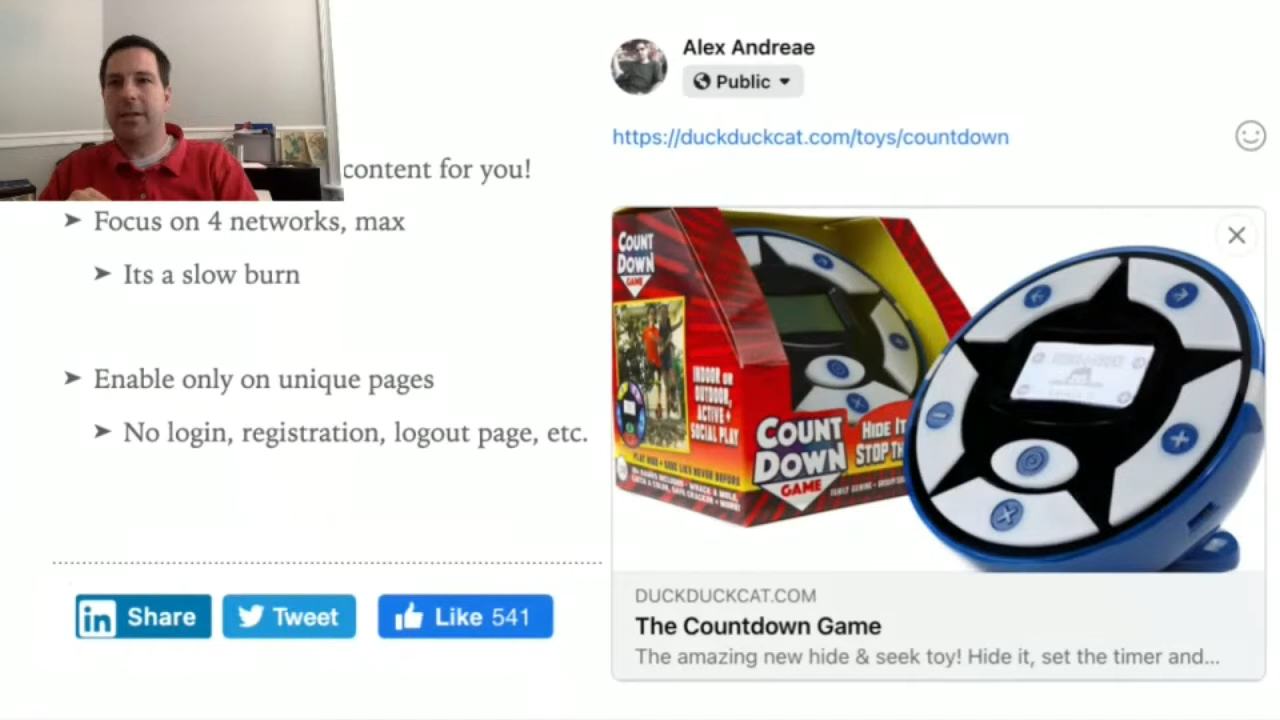 content for you!
➤ Focus on 4 networks, max
➤ Its a slow burn
➤ Enable only on unique pages
➤ No login, registration, logout page, etc.
in Share
Tweet
Like 541
Alex Andreae
Public
https://duckduckcat.com/toys/countdown
COUNT
DOWN
GAME
INDOOR OR
OUTDOOR,
ACTIVE +
SOCIAL PLAY
COUNT
DOWN
GAME
HIDE IT
STOP
DUCKDUCKCAT.COM
The Countdown Game
The amazing new hide & seek toy! Hide it, set the timer and...